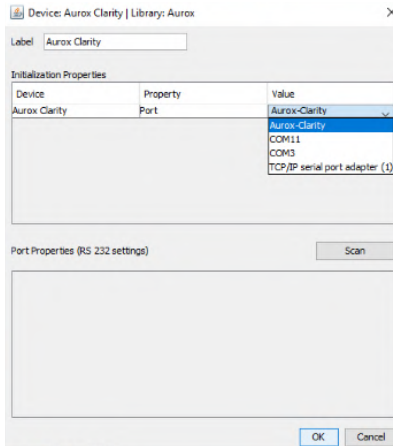 Device: Aurox Clarity | Library: Aurox
Label Aurox Clarity
Initialization Properties
Device Property Value
Aurox Clarity Port Aurox-Clarity
Aurox-Clarity
COM11
COM3
TCP/IP serial port adapter (1)
Port Properties (RS 232 settings) Scan
OK Cancel